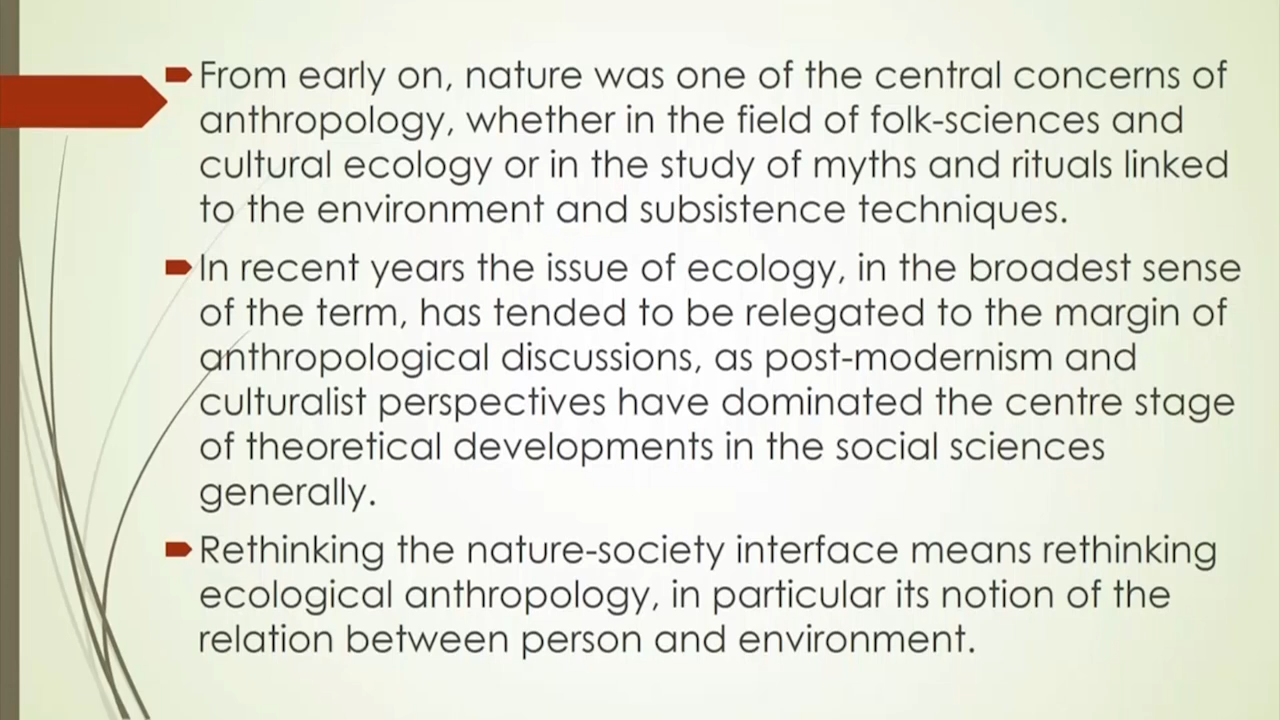 From early on, nature was one of the central concerns of
anthropology, whether in the field of folk-sciences and
cultural ecology or in the study of myths and rituals linked
to the environment and subsistence techniques.
In recent years the issue of ecology, in the broadest sense
of the term, has tended to be relegated to the margin of
anthropological discussions, as post-modernism and
culturalist perspectives have dominated the centre stage
of theoretical developments in the social sciences
generally.
Rethinking the nature-society interface means rethinking
ecological anthropology, in particular its notion of the
relation between person and environment.